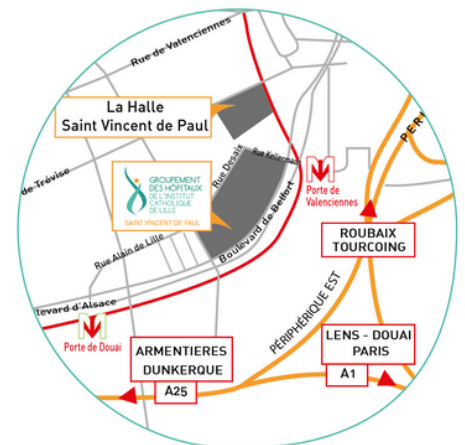 Rue de Valenciennes
La Halle
Saint Vincent de Paul
PERI
de Trévise
Rue Desaix
Rue Kellermann
GROUPEMENT
DES HÔPITAUX
DE L'INSTITUT
CATHOLIQUE
DE LILLE
SAINT VINCENT DE PAUL
M
Porte de
Valenciennes
Rue Alain de Lille
Boulevard de Belfort
ROUBAIX
TOURCOING
levard d'Alsace
M
Porte de Douai
PÉRIPHÉRIQUE EST
ARMENTIERES
DUNKERQUE
A25
LENS - DOUAI
PARIS
A1